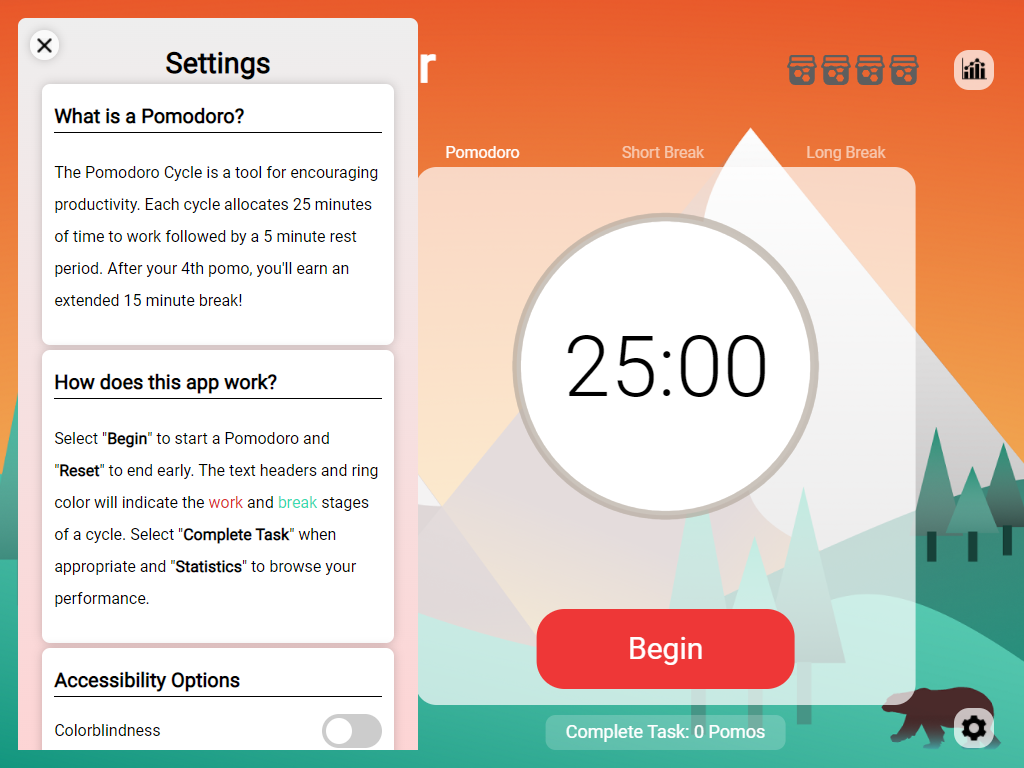 Settings
What is a Pomodoro?
The Pomodoro Cycle is a tool for encouraging
productivity. Each cycle allocates 25 minutes
of time to work followed by a 5 minute rest
period. After your 4th pomo, you'll earn an
extended 15 minute break!
How does this app work?
Select "Begin" to start a Pomodoro and
"Reset" to end early. The text headers and ring
color will indicate the work and break stages
of a cycle. Select "Complete Task" when
appropriate and "Statistics" to browse your
performance.
Accessibility Options
Colorblindness
r
Pomodoro Short Break Long Break
25:00
Begin
Complete Task: 0 Pomos